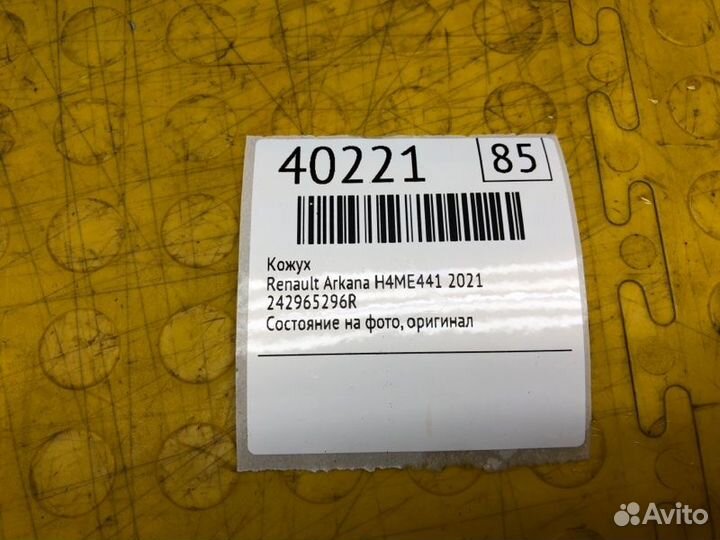 40221
85
Кожух
Renault Arkana H4ME441 2021
242965296R
Состояние на фото, оригинал
Avito